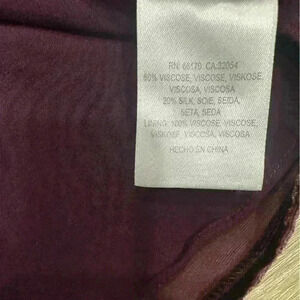 RN: 66170 CA:32054
80% VISCOSE, VISCOSE, VISKOSE,
VISCOSA, VISCOSA
20% SILK, SOIE, SEIDA,
SETA, SEDA
LINING: 100% VISCOSE, VISCOSE,
VISKOSE, VISCOSA, VISCOSA
HECHO EN CHINA